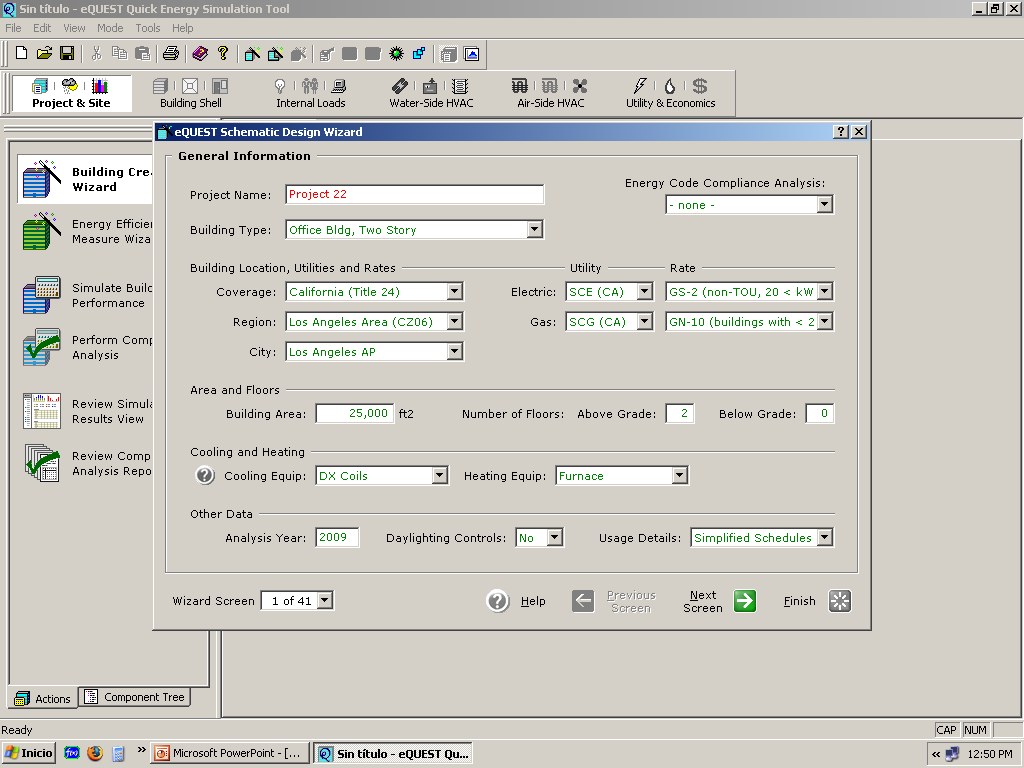 Sin título - eQUEST Quick Energy Simulation Tool
File Edit View Mode Tools Help
Project & Site
Building Shell
Internal Loads
Water-Side HVAC
Air-Side HVAC
Utility & Economics
Building Crea
Wizard
Energy Efficien
Measure Wiza
Simulate Build
Performance
Perform Comp
Analysis
Review Simula
Results View
Review Comp
Analysis Repo
Actions
Component Tree
eQUEST Schematic Design Wizard
General Information
Project Name: Project 22
Energy Code Compliance Analysis:
- none -
Building Type: Office Bldg, Two Story
Building Location, Utilities and Rates Utility Rate
Coverage: California (Title 24) Electric: SCE (CA) GS-2 (non-TOU, 20 < kW
Region: Los Angeles Area (CZ06) Gas: SCG (CA) GN-10 (buildings with < 2
City: Los Angeles AP
Area and Floors
Building Area: 25,000 ft2 Number of Floors: Above Grade: 2 Below Grade: 0
Cooling and Heating
? Cooling Equip: DX Coils Heating Equip: Furnace
Other Data
Analysis Year: 2009 Daylighting Controls: No Usage Details: Simplified Schedules
Wizard Screen 1 of 41
? Help
Previous
Screen
Next
Screen
Finish
Ready
CAP NUM
Inicio
» Microsoft PowerPoint - [... Sin título - eQUEST Qu...
« 12:50 PM